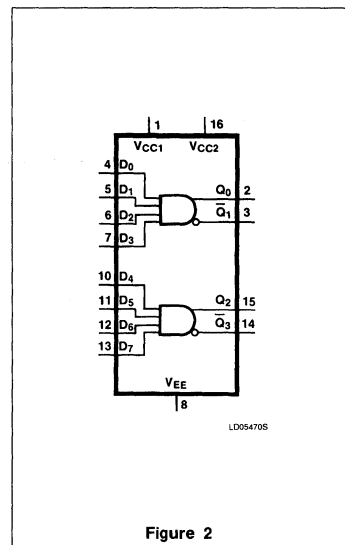 1 16
VCC1 VCC2
4 D0
5 D1
6 D2
7 D3
Q0 2
Q̅1 3
10 D4
11 D5
12 D6
13 D7
Q2 15
Q̅3 14
VEE
8
LD05470S
Figure 2